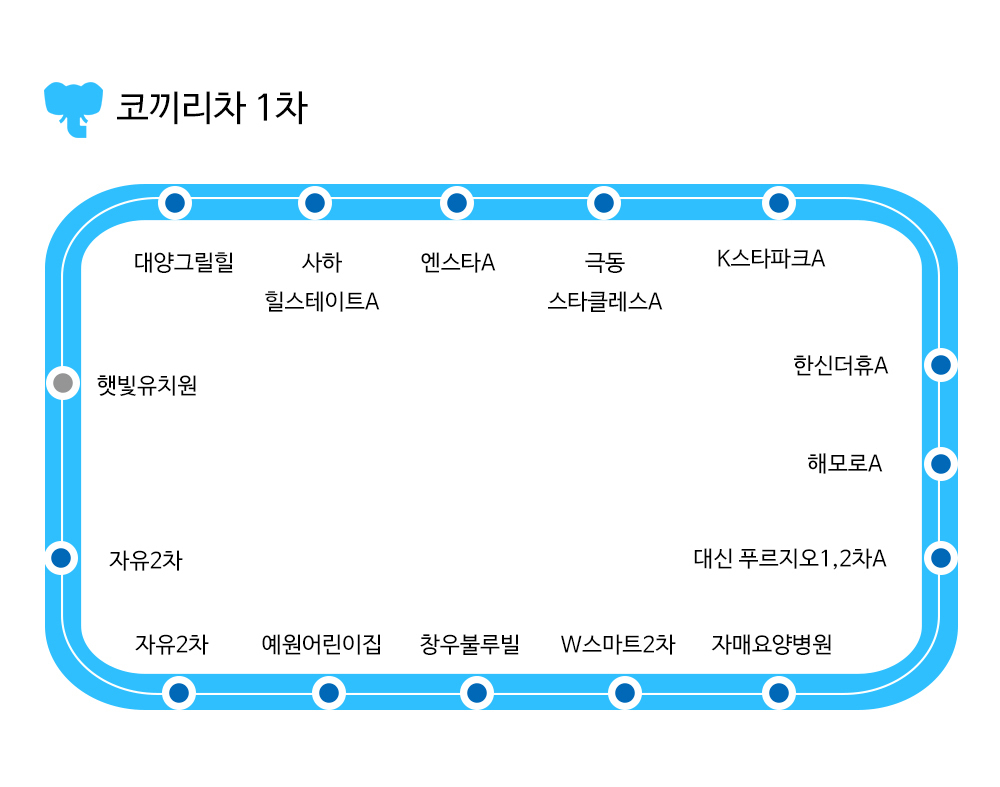 코끼리차 1차
대양그릴힐
사하
힐스테이트A
엔스타A
극동
스타클레스A
K스타파크A
햇빛유치원
한신더휴A
해모로A
자유2차
대신 푸르지오1,2차A
자유2차
예원어린이집
창우불루빌
W스마트2차
자매요양병원